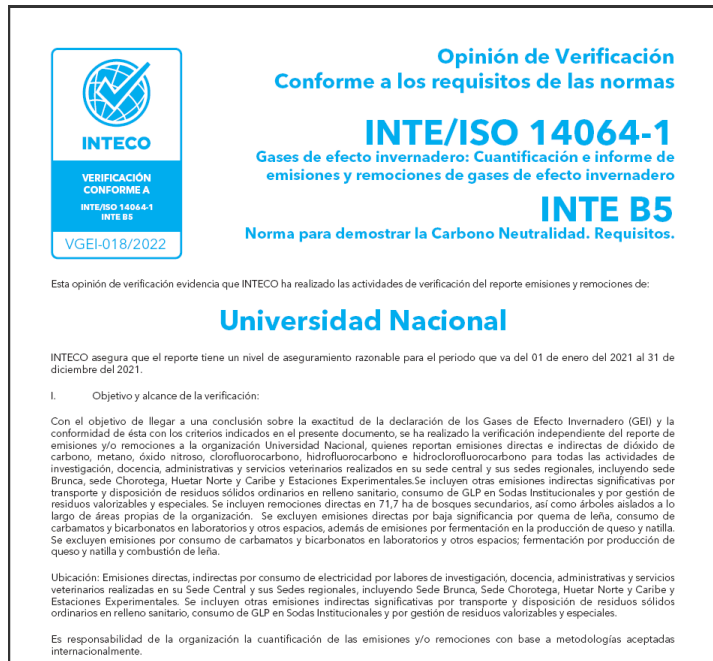 INTECO
VERIFICACIÓN
CONFORME A
INTE/ISO 14064-1
INTE B5
VGEI-018/2022
Opinión de Verificación
Conforme a los requisitos de las normas
INTE/ISO 14064-1
Gases de efecto invernadero: Cuantificación e informe de
emisiones y remociones de gases de efecto invernadero
INTE B5
Norma para demostrar la Carbono Neutralidad. Requisitos.
Esta opinión de verificación evidencia que INTECO ha realizado las actividades de verificación del reporte emisiones y remociones de:
Universidad Nacional
INTECO asegura que el reporte tiene un nivel de aseguramiento razonable para el periodo que va del 01 de enero del 2021 al 31 de
diciembre del 2021.
I. Objetivo y alcance de la verificación:
Con el objetivo de llegar a una conclusión sobre la exactitud de la declaración de los Gases de Efecto Invernadero (GEI) y la
conformidad de ésta con los criterios indicados en el presente documento, se ha realizado la verificación independiente del reporte de
emisiones y/o remociones a la organización Universidad Nacional, quienes reportan emisiones directas e indirectas de dióxido de
carbono, metano, óxido nitroso, clorofluorocarbono, hidrofluorocarbono e hidroclorofluorocarbono para todas las actividades de
investigación, docencia, administrativas y servicios veterinarios realizados en su sede central y sus sedes regionales, incluyendo sede
Brunca, sede Chorotega, Huetar Norte y Caribe y Estaciones Experimentales.Se incluyen otras emisiones indirectas significativas por
transporte y disposición de residuos sólidos ordinarios en relleno sanitario, consumo de GLP en Sodas Institucionales y por gestión de
residuos valorizables y especiales. Se incluyen remociones directas en 71,7 ha de bosques secundarios, así como árboles aislados a lo
largo de áreas propias de la organización. Se excluyen emisiones directas por baja significancia por quema de leña, consumo de
carbamatos y bicarbonatos en laboratorios y otros espacios, además de emisiones por fermentación en la producción de queso y natilla.
Se excluyen emisiones por consumo de carbamatos y bicarbonatos en laboratorios y otros espacios; fermentación por producción de
queso y natilla y combustión de leña.
Ubicación: Emisiones directas, indirectas por consumo de electricidad por labores de investigación, docencia, administrativas y servicios
veterinarios realizadas en su Sede Central y sus Sedes regionales, incluyendo Sede Brunca, Sede Chorotega, Huetar Norte y Caribe y
Estaciones Experimentales. Se incluyen otras emisiones indirectas significativas por transporte y disposición de residuos sólidos
ordinarios en relleno sanitario, consumo de GLP en Sodas Institucionales y por gestión de residuos valorizables y especiales.
Es responsabilidad de la organización la cuantificación de las emisiones y/o remociones con base a metodologías aceptadas
internacionalmente.